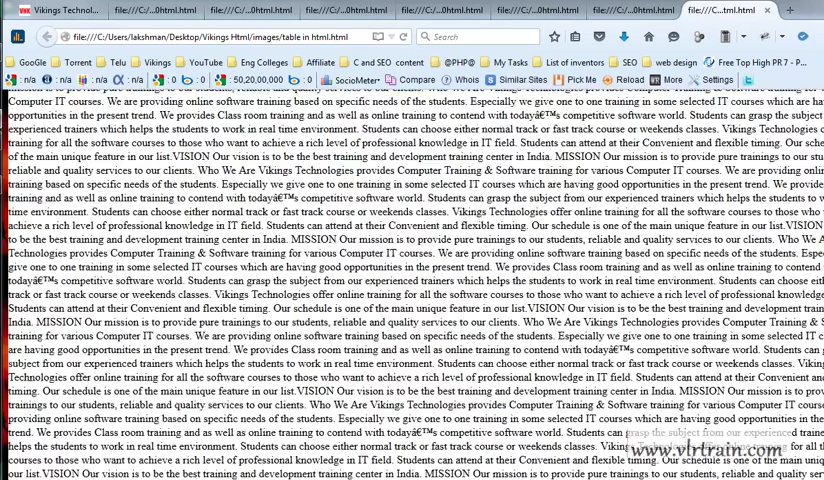 Vikings Technol... file:///C:/...0html.html file:///C:/...0html.html file:///C:/...0html.html file:///C:/...0html.html file:///C:/...0html.html file:///C:/...0html.html file:///C:...tml.html
file:///C:/Users/lakshman/Desktop/Vikings Html/images/table in html.html Search
GooGle Torrent Telu Vikings YouTube Eng Lectures Affiliate C and SEO content @PHP@ My Tasks List of inventors SEO web design Free Top High PR 7 - P...
: n/a : n/a : n/a : 0 : 50,20,00,000 : 0 SocioMeter Compare Whois Similar Sites Pick Me Reload More Settings
Computer IT courses. We are providing online software training based on specific needs of the students. Especially we give one to one training in some selected IT courses which are
opportunities in the present trend. We provides Class room training and as well as online training to contend with todayâ€™s competitive software world. Students can grasp the subject
experienced trainers which helps the students to work in real time environment. Students can choose either normal track or fast track course or weekends classes. Vikings Technologies
training for all the software courses to those who want to achieve a rich level of professional knowledge in IT field. Students can attend at their Convenient and flexible timing. Our
of the main unique feature in our list.VISION Our vision is to be the best training and development training center in India. MISSION Our mission is to provide pure trainings to our
reliable and quality services to our clients. Who We Are Vikings Technologies provides Computer Training & Software training for various Computer IT courses. We are providing online
training based on specific needs of the students. Especially we give one to one training in some selected IT courses which are having good opportunities in the present trend. We provides
training and as well as online training to contend with todayâ€™s competitive software world. Students can grasp the subject from our experienced trainers which helps the students to
time environment. Students can choose either normal track or fast track course or weekends classes. Vikings Technologies offer online training for all the software courses to those who
achieve a rich level of professional knowledge in IT field. Students can attend at their Convenient and flexible timing. Our schedule is one of the main unique feature in our list.VISION
to be the best training and development training center in India. MISSION Our mission is to provide pure trainings to our students, reliable and quality services to our clients. Who We A
Technologies provides Computer Training & Software training for various Computer IT courses. We are providing online software training based on specific needs of the students.
give one to one training in some selected IT courses which are having good opportunities in the present trend. We provides Class room training and as well as online training to contend
todayâ€™s competitive software world. Students can grasp the subject from our experienced trainers which helps the students to work in real time environment. Students can choose
track or fast track course or weekends classes. Vikings Technologies offer online training for all the software courses to those who want to achieve a rich level of professional knowledge
Students can attend at their Convenient and flexible timing. Our schedule is one of the main unique feature in our list.VISION Our vision is to be the best training and development
India. MISSION Our mission is to provide pure trainings to our students, reliable and quality services to our clients. Who We Are Vikings Technologies provides Computer Training & S
training for various Computer IT courses. We are providing online software training based on specific needs of the students. Especially we give one to one training in some selected IT
are having good opportunities in the present trend. We provides Class room training and as well as online training to contend with todayâ€™s competitive software world. Students can
subject from our experienced trainers which helps the students to work in real time environment. Students can choose either normal track or fast track course or weekends classes.
Technologies offer online training for all the software courses to those who want to achieve a rich level of professional knowledge in IT field. Students can attend at their Convenient and
timing. Our schedule is one of the main unique feature in our list.VISION Our vision is to be the best training and development training center in India. MISSION Our mission is to
trainings to our students, reliable and quality services to our clients. Who We Are Vikings Technologies provides Computer Training & Software training for various Computer IT
providing online software training based on specific needs of the students. Especially we give one to one training in some selected IT courses which are having good opportunities in the
trend. We provides Class room training and as well as online training to contend with todayâ€™s competitive software world. Students can grasp the subject from our experienced
helps the students to work in real time environment. Students can choose either normal track or fast track course or weekends classes.
www.vlrtrain.com
courses to those who want to achieve a rich level of professional knowledge in IT field. Students can attend at their Convenient and flexible timing. Our schedule is one of the main
list.VISION Our vision is to be the best training and development training center in India. MISSION Our mission is to provide pure trainings to our students, reliable and quality